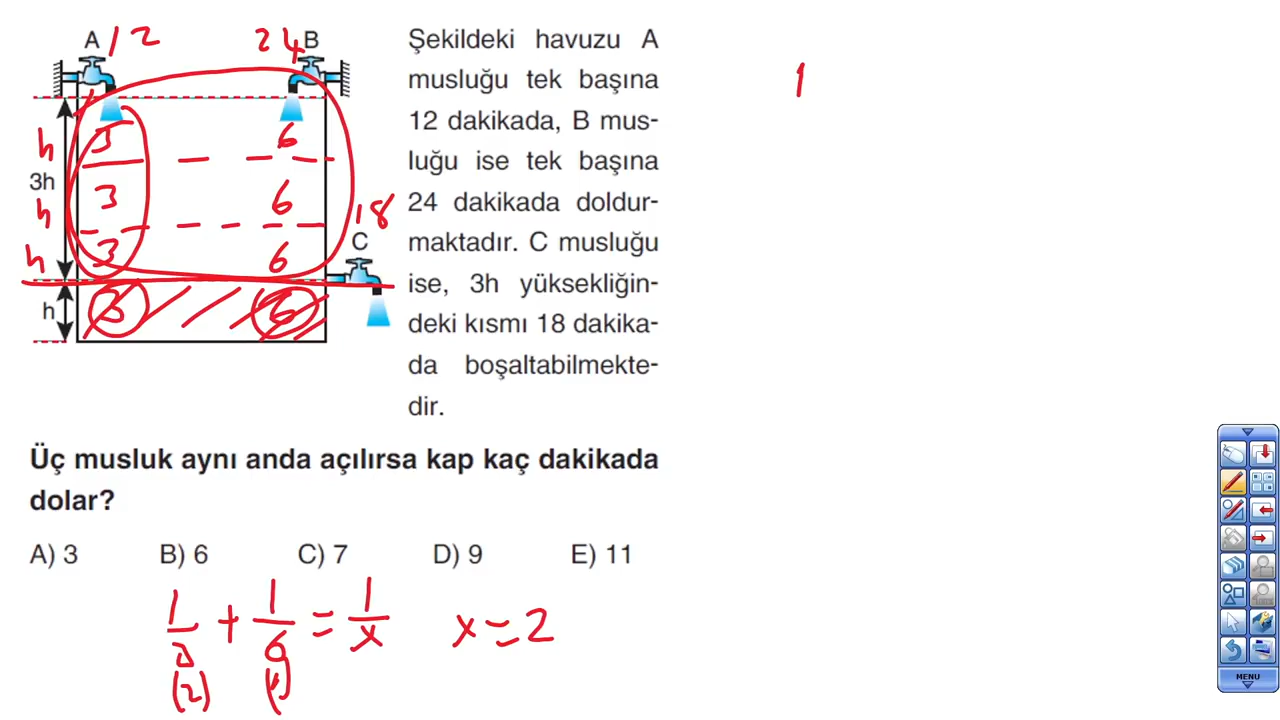 A 12
24 B
Şekildeki havuzu A
musluğu tek başına
12 dakikada, B mus-
luğu ise tek başına
24 dakikada doldur-
maktadır. C musluğu
ise, 3h yüksekliğin-
deki kısmı 18 dakika-
da boşaltabilmekte-
dir.
1
h 3 6
3h
h 3 6
18
C
h 3 6
h 3 6
Üç musluk aynı anda açılırsa kap kaç dakikada
dolar?
A) 3 B) 6 C) 7 D) 9 E) 11
1/3 + 1/6 = 1/x x = 2
(2) (1)
MENU